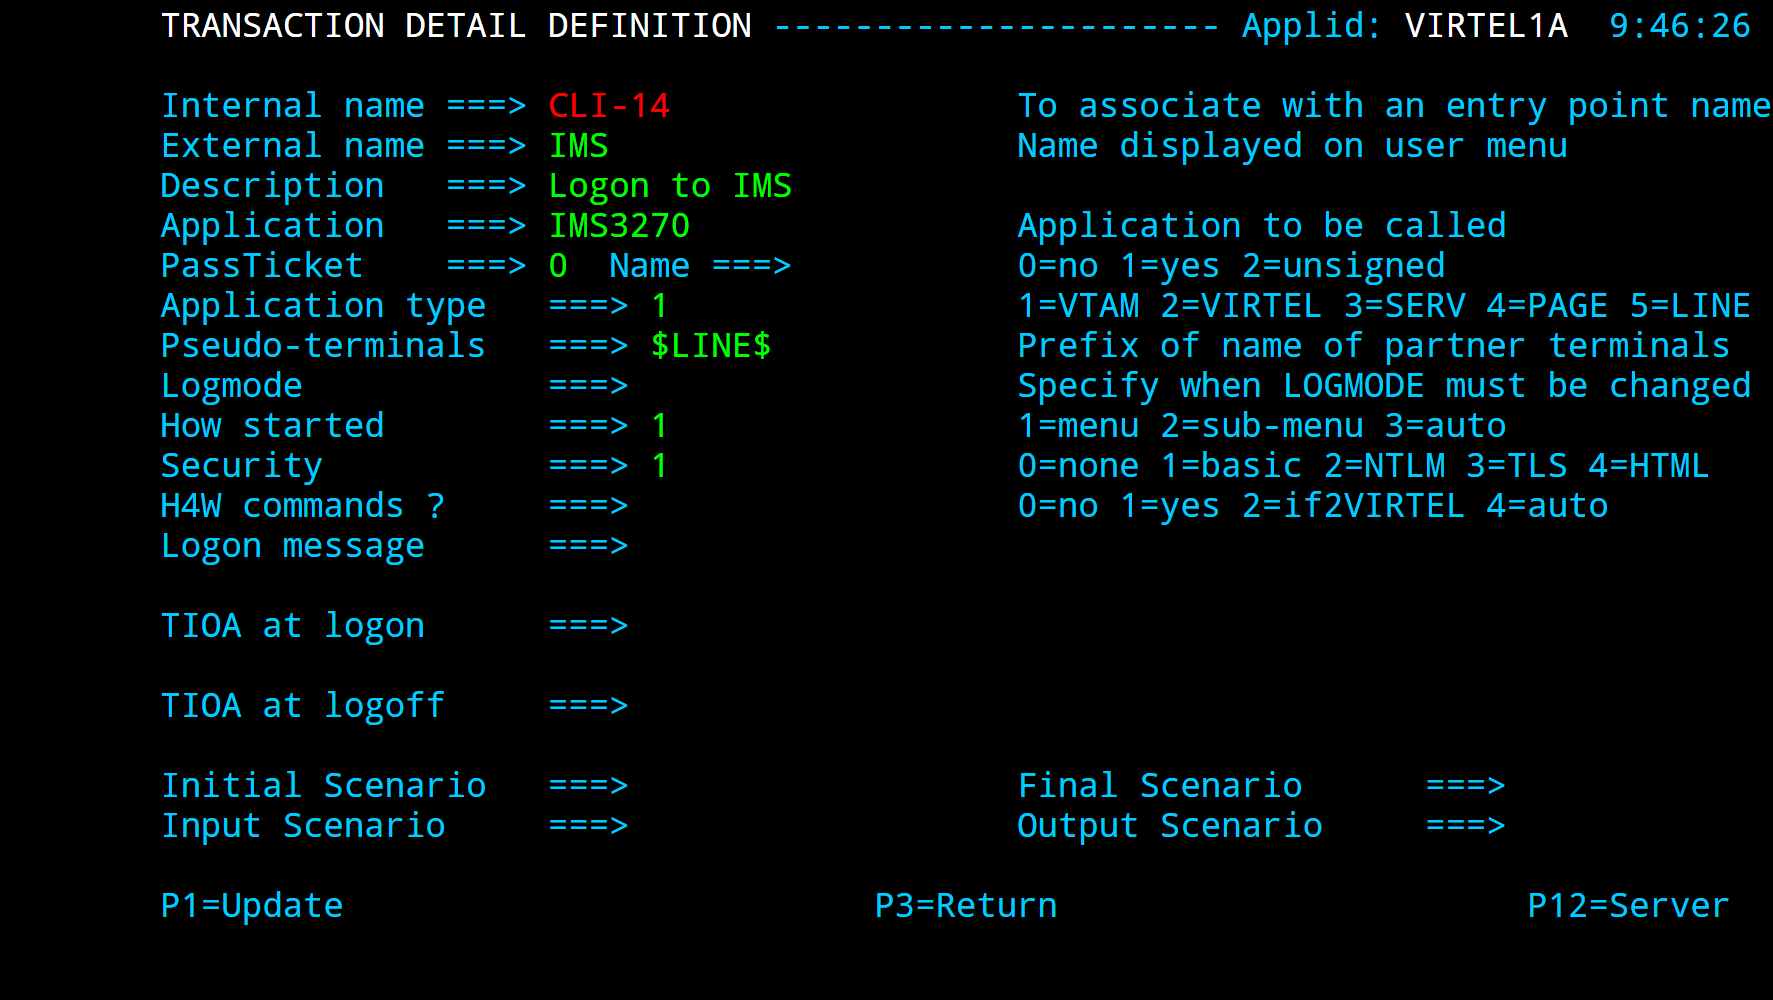 TRANSACTION DETAIL DEFINITION ---------------------- Applid: VIRTEL1A 9:46:26
Internal name ===> CLI-14 To associate with an entry point name
External name ===> IMS Name displayed on user menu
Description ===> Logon to IMS
Application ===> IMS3270 Application to be called
PassTicket ===> 0 Name ===> 0=no 1=yes 2=unsigned
Application type ===> 1 1=VTAM 2=VIRTEL 3=SERV 4=PAGE 5=LINE
Pseudo-terminals ===> $LINE$ Prefix of name of partner terminals
Logmode ===> Specify when LOGMODE must be changed
How started ===> 1 1=menu 2=sub-menu 3=auto
Security ===> 1 0=none 1=basic 2=NTLM 3=TLS 4=HTML
H4W commands ? ===> 0=no 1=yes 2=if2VIRTEL 4=auto
Logon message ===>
TIOA at logon ===>
TIOA at logoff ===>
Initial Scenario ===> Final Scenario ===>
Input Scenario ===> Output Scenario ===>
P1=Update P3=Return P12=Server